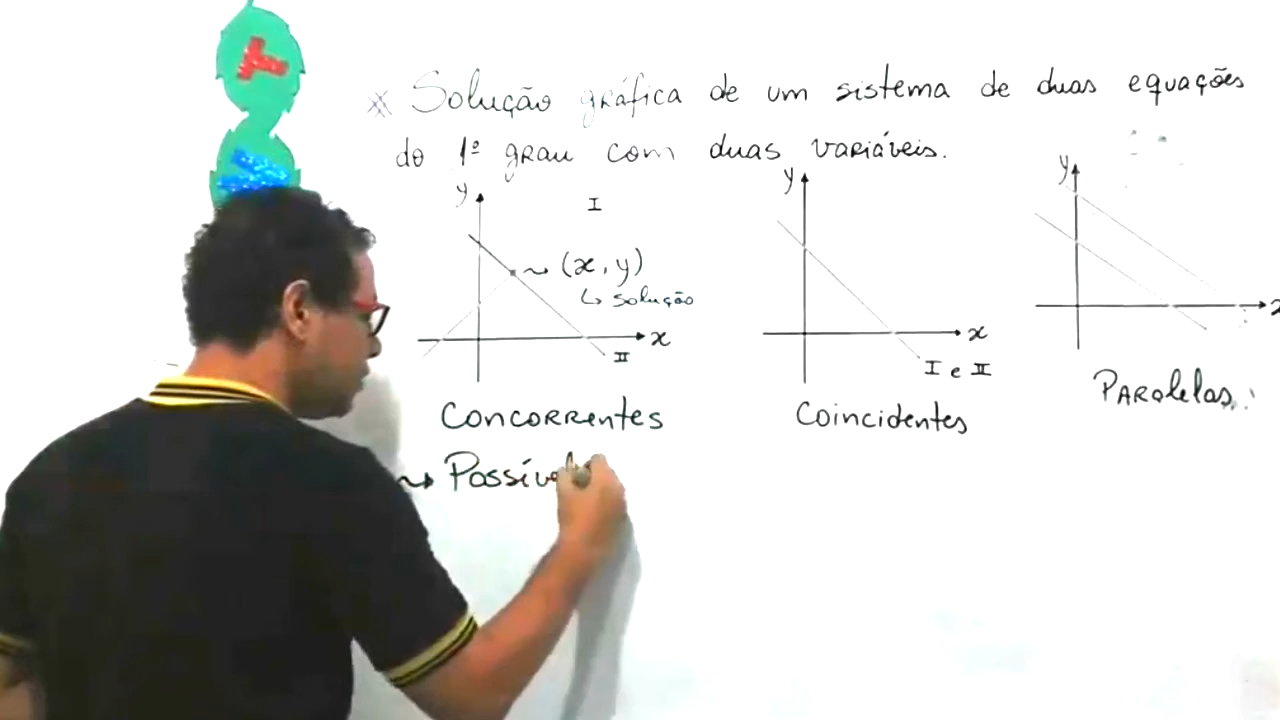 * Solução gráfica de um sistema de duas equações
do 1º grau com duas variáveis.
y I
(x, y)
↳ solução
x
II
Concorrentes
Possível
y
x
I e II
Coincidentes
y
x
Paralelas